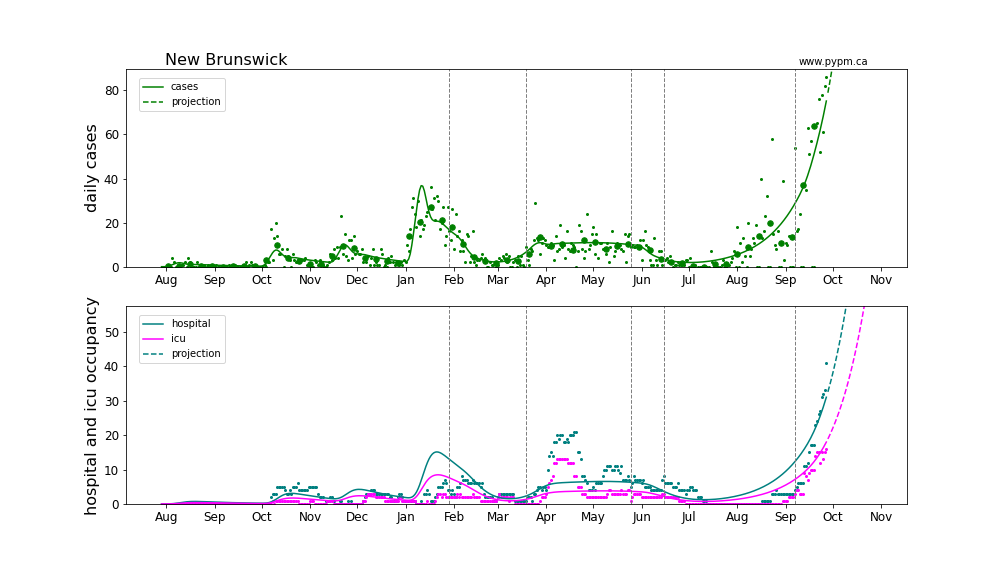 New Brunswick
www.pypm.ca
daily cases
80
60
40
20
0
cases
projection
Aug Sep Oct Nov Dec Jan Feb Mar Apr May Jun Jul Aug Sep Oct Nov
hospital and icu occupancy
50
40
30
20
10
0
hospital
icu
projection
Aug Sep Oct Nov Dec Jan Feb Mar Apr May Jun Jul Aug Sep Oct Nov